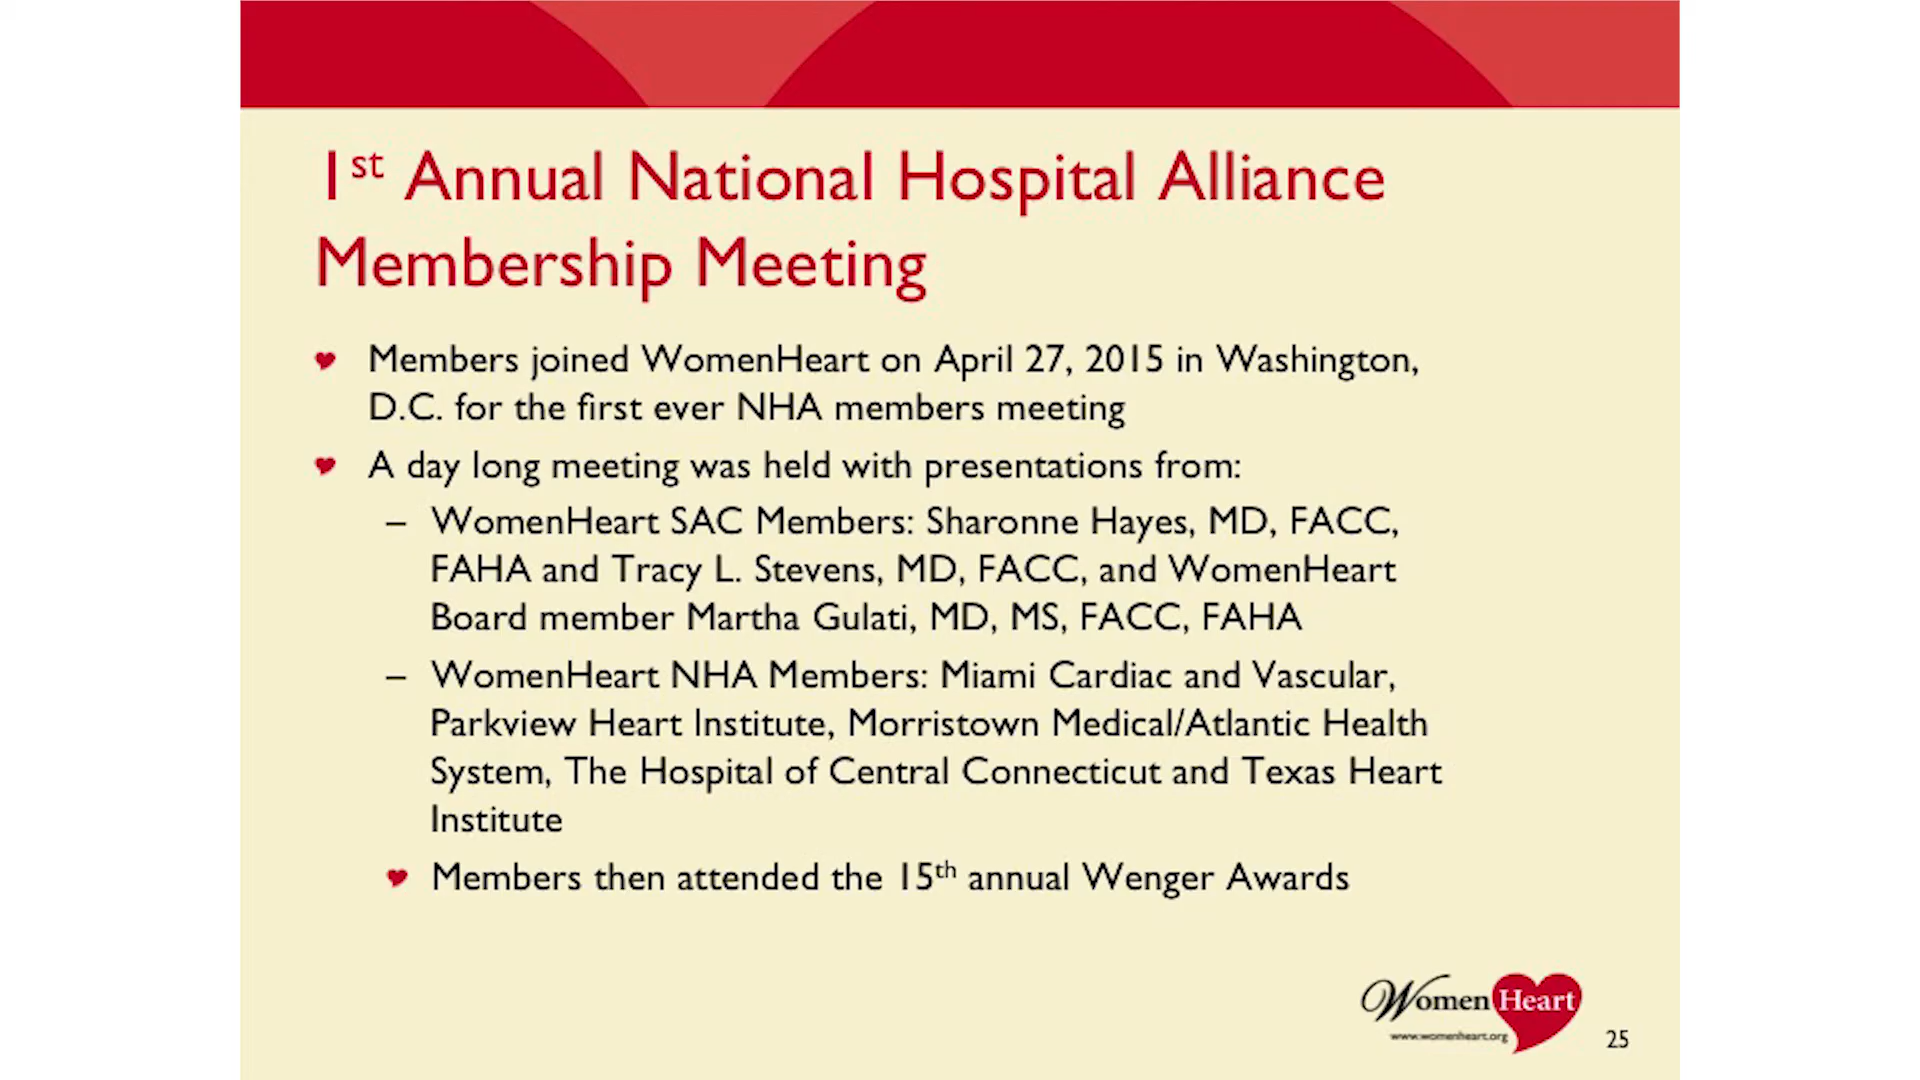 1st Annual National Hospital Alliance
Membership Meeting
Members joined WomenHeart on April 27, 2015 in Washington,
D.C. for the first ever NHA members meeting
A day long meeting was held with presentations from:
– WomenHeart SAC Members: Sharonne Hayes, MD, FACC,
FAHA and Tracy L. Stevens, MD, FACC, and WomenHeart
Board member Martha Gulati, MD, MS, FACC, FAHA
– WomenHeart NHA Members: Miami Cardiac and Vascular,
Parkview Heart Institute, Morristown Medical/Atlantic Health
System, The Hospital of Central Connecticut and Texas Heart
Institute
Members then attended the 15th annual Wenger Awards
Women Heart
www.womenheart.org
25